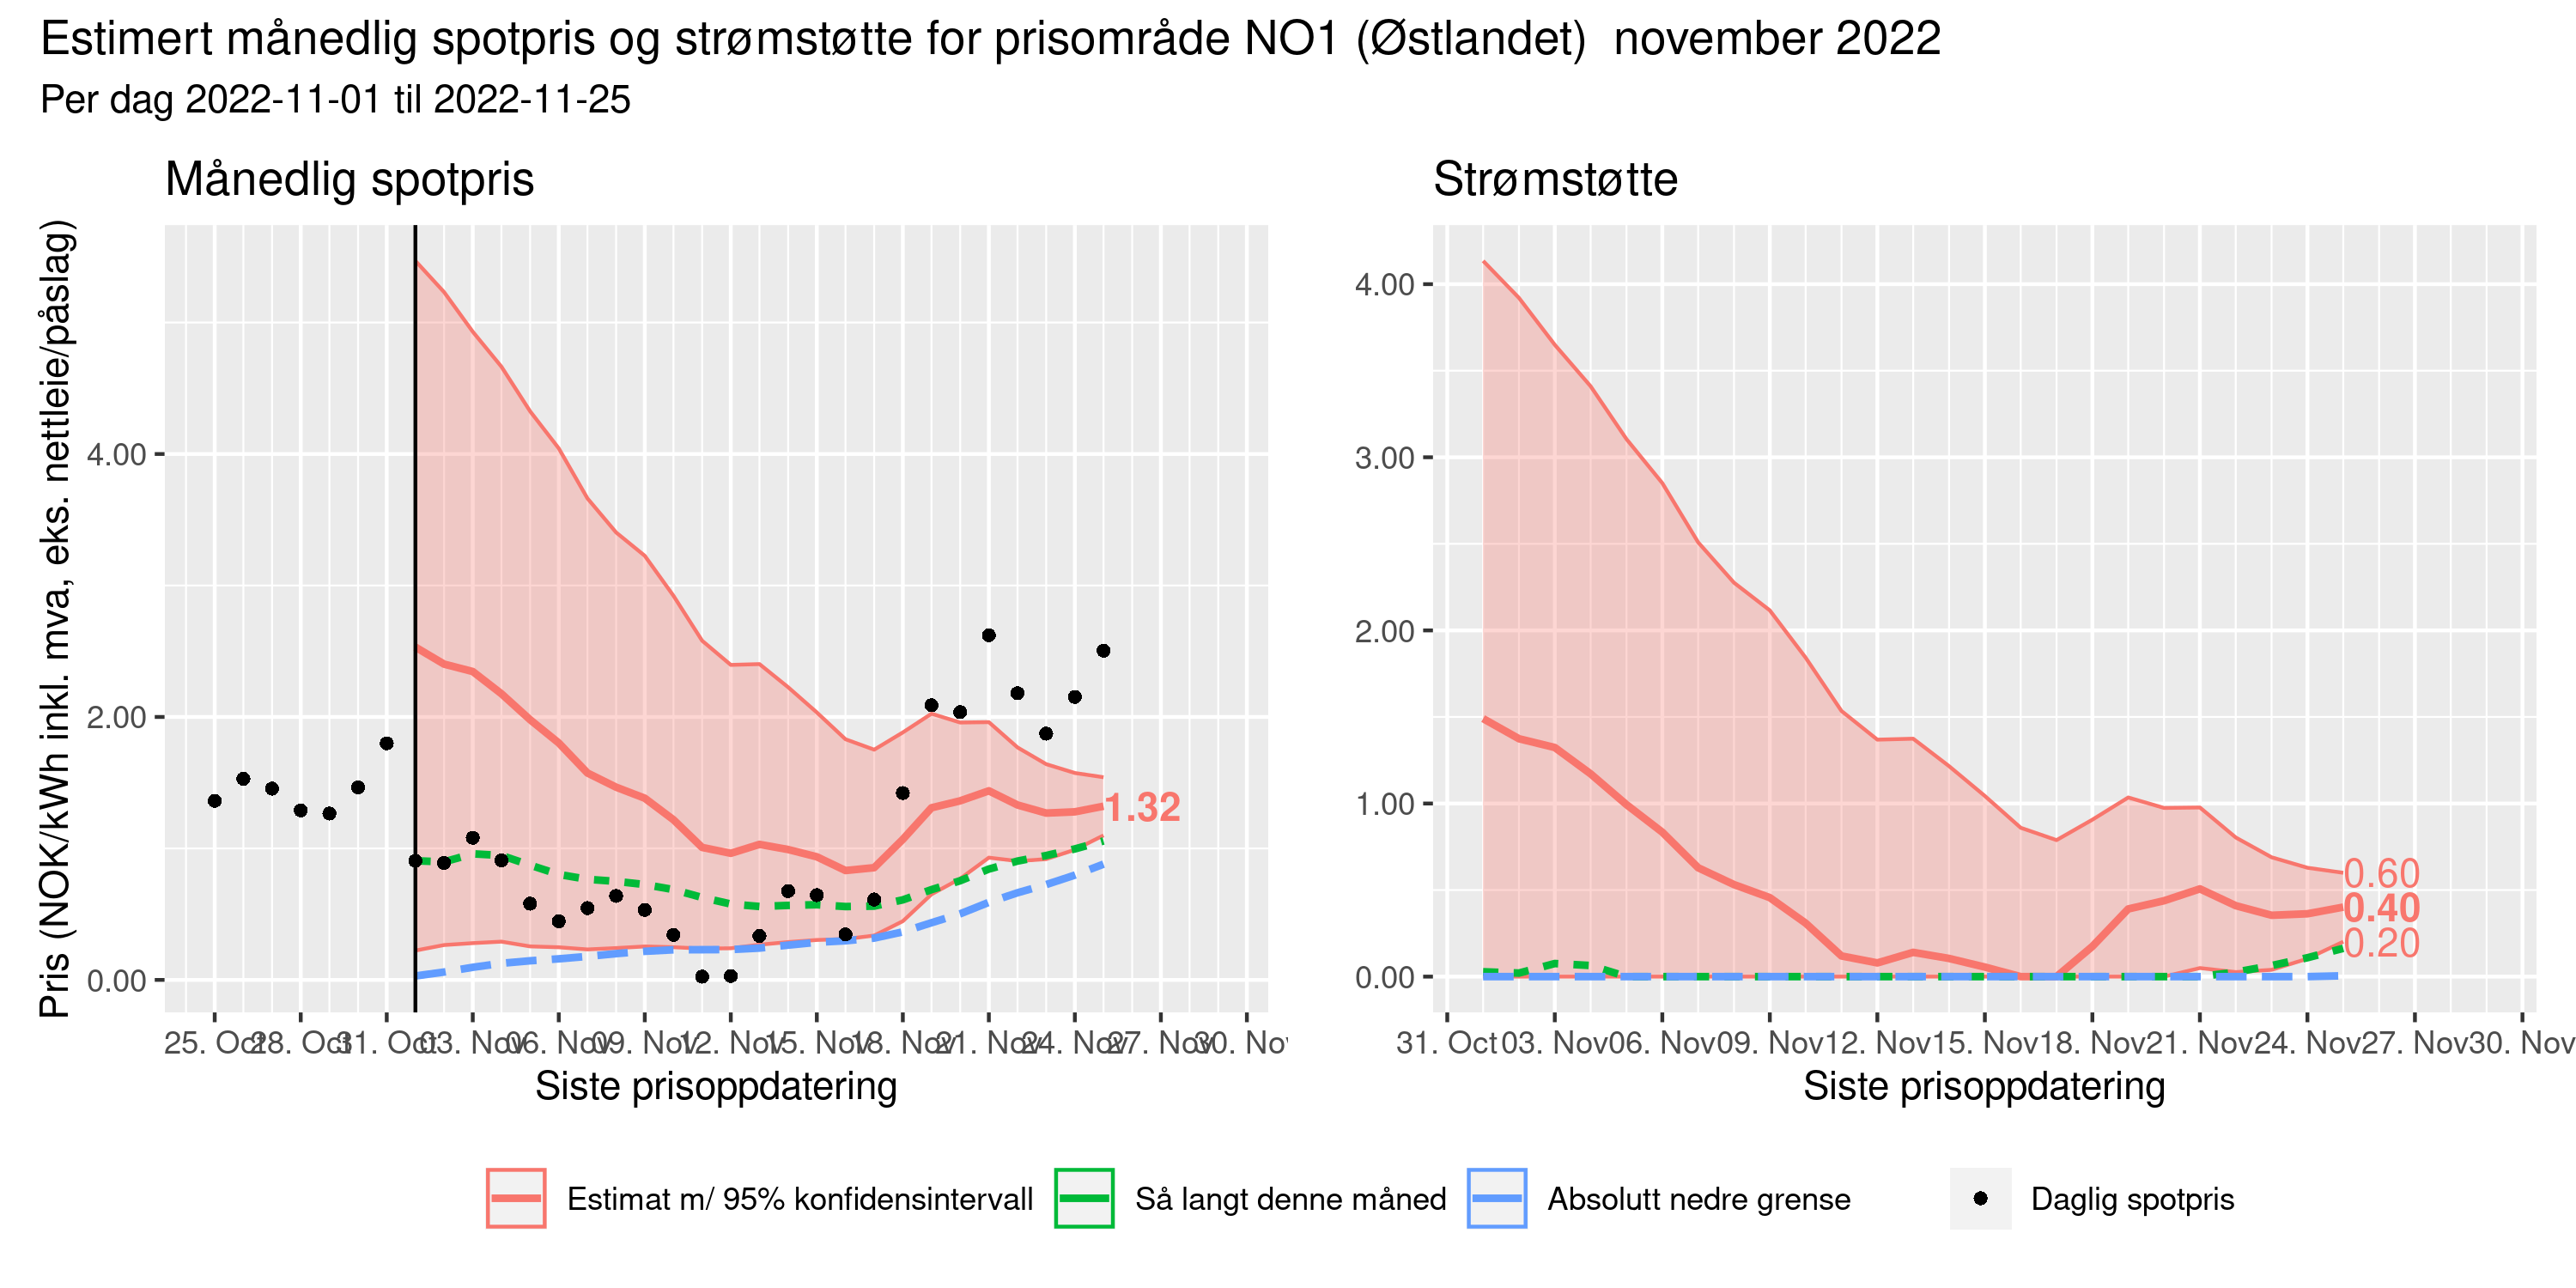 Estimert månedlig spotpris og strømstøtte for prisområde NO1 (Østlandet)  november 2022
Per dag 2022-11-01 til 2022-11-25
Månedlig spotpris
Pris (NOK/kWh inkl. mva, eks. nettleie/påslag)
4.00
2.00
0.00
1.32
25. Oct 28. Oct 31. Oct 03. Nov 06. Nov 09. Nov 12. Nov 15. Nov 18. Nov 21. Nov 24. Nov 27. Nov 30. Nov
Siste prisoppdatering
Strømstøtte
4.00
3.00
2.00
1.00
0.00
0.60
0.40
0.20
31. Oct 03. Nov 06. Nov 09. Nov 12. Nov 15. Nov 18. Nov 21. Nov 24. Nov 27. Nov 30. Nov
Siste prisoppdatering
Estimat m/ 95% konfidensintervall
Så langt denne måned
Absolutt nedre grense
Daglig spotpris